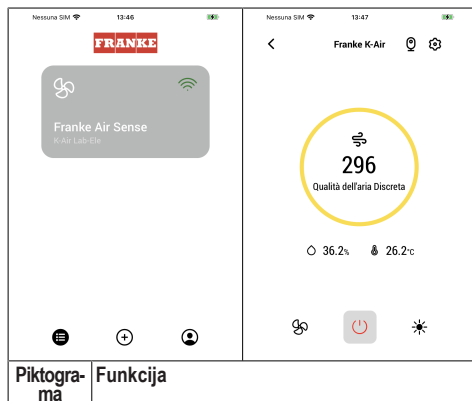 Nessuna SIM 13:46
FRANKE
Franke Air Sense
K-Air Lab-Ele
Nessuna SIM 13:47
Franke K-Air
296
Qualità dell'aria Discreta
36.2% 26.2°C
Piktogra-
ma
Funkcija